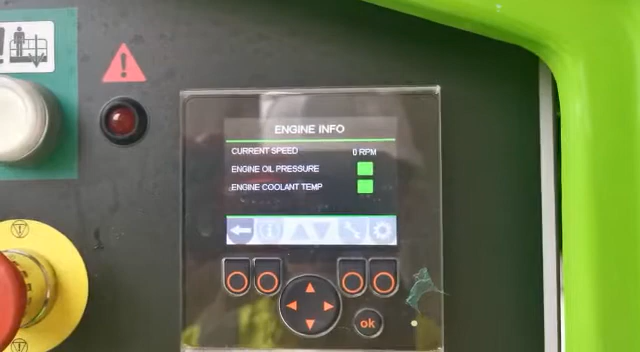 ENGINE INFO
CURRENT SPEED 0 RPM
ENGINE OIL PRESSURE
ENGINE COOLANT TEMP
ok